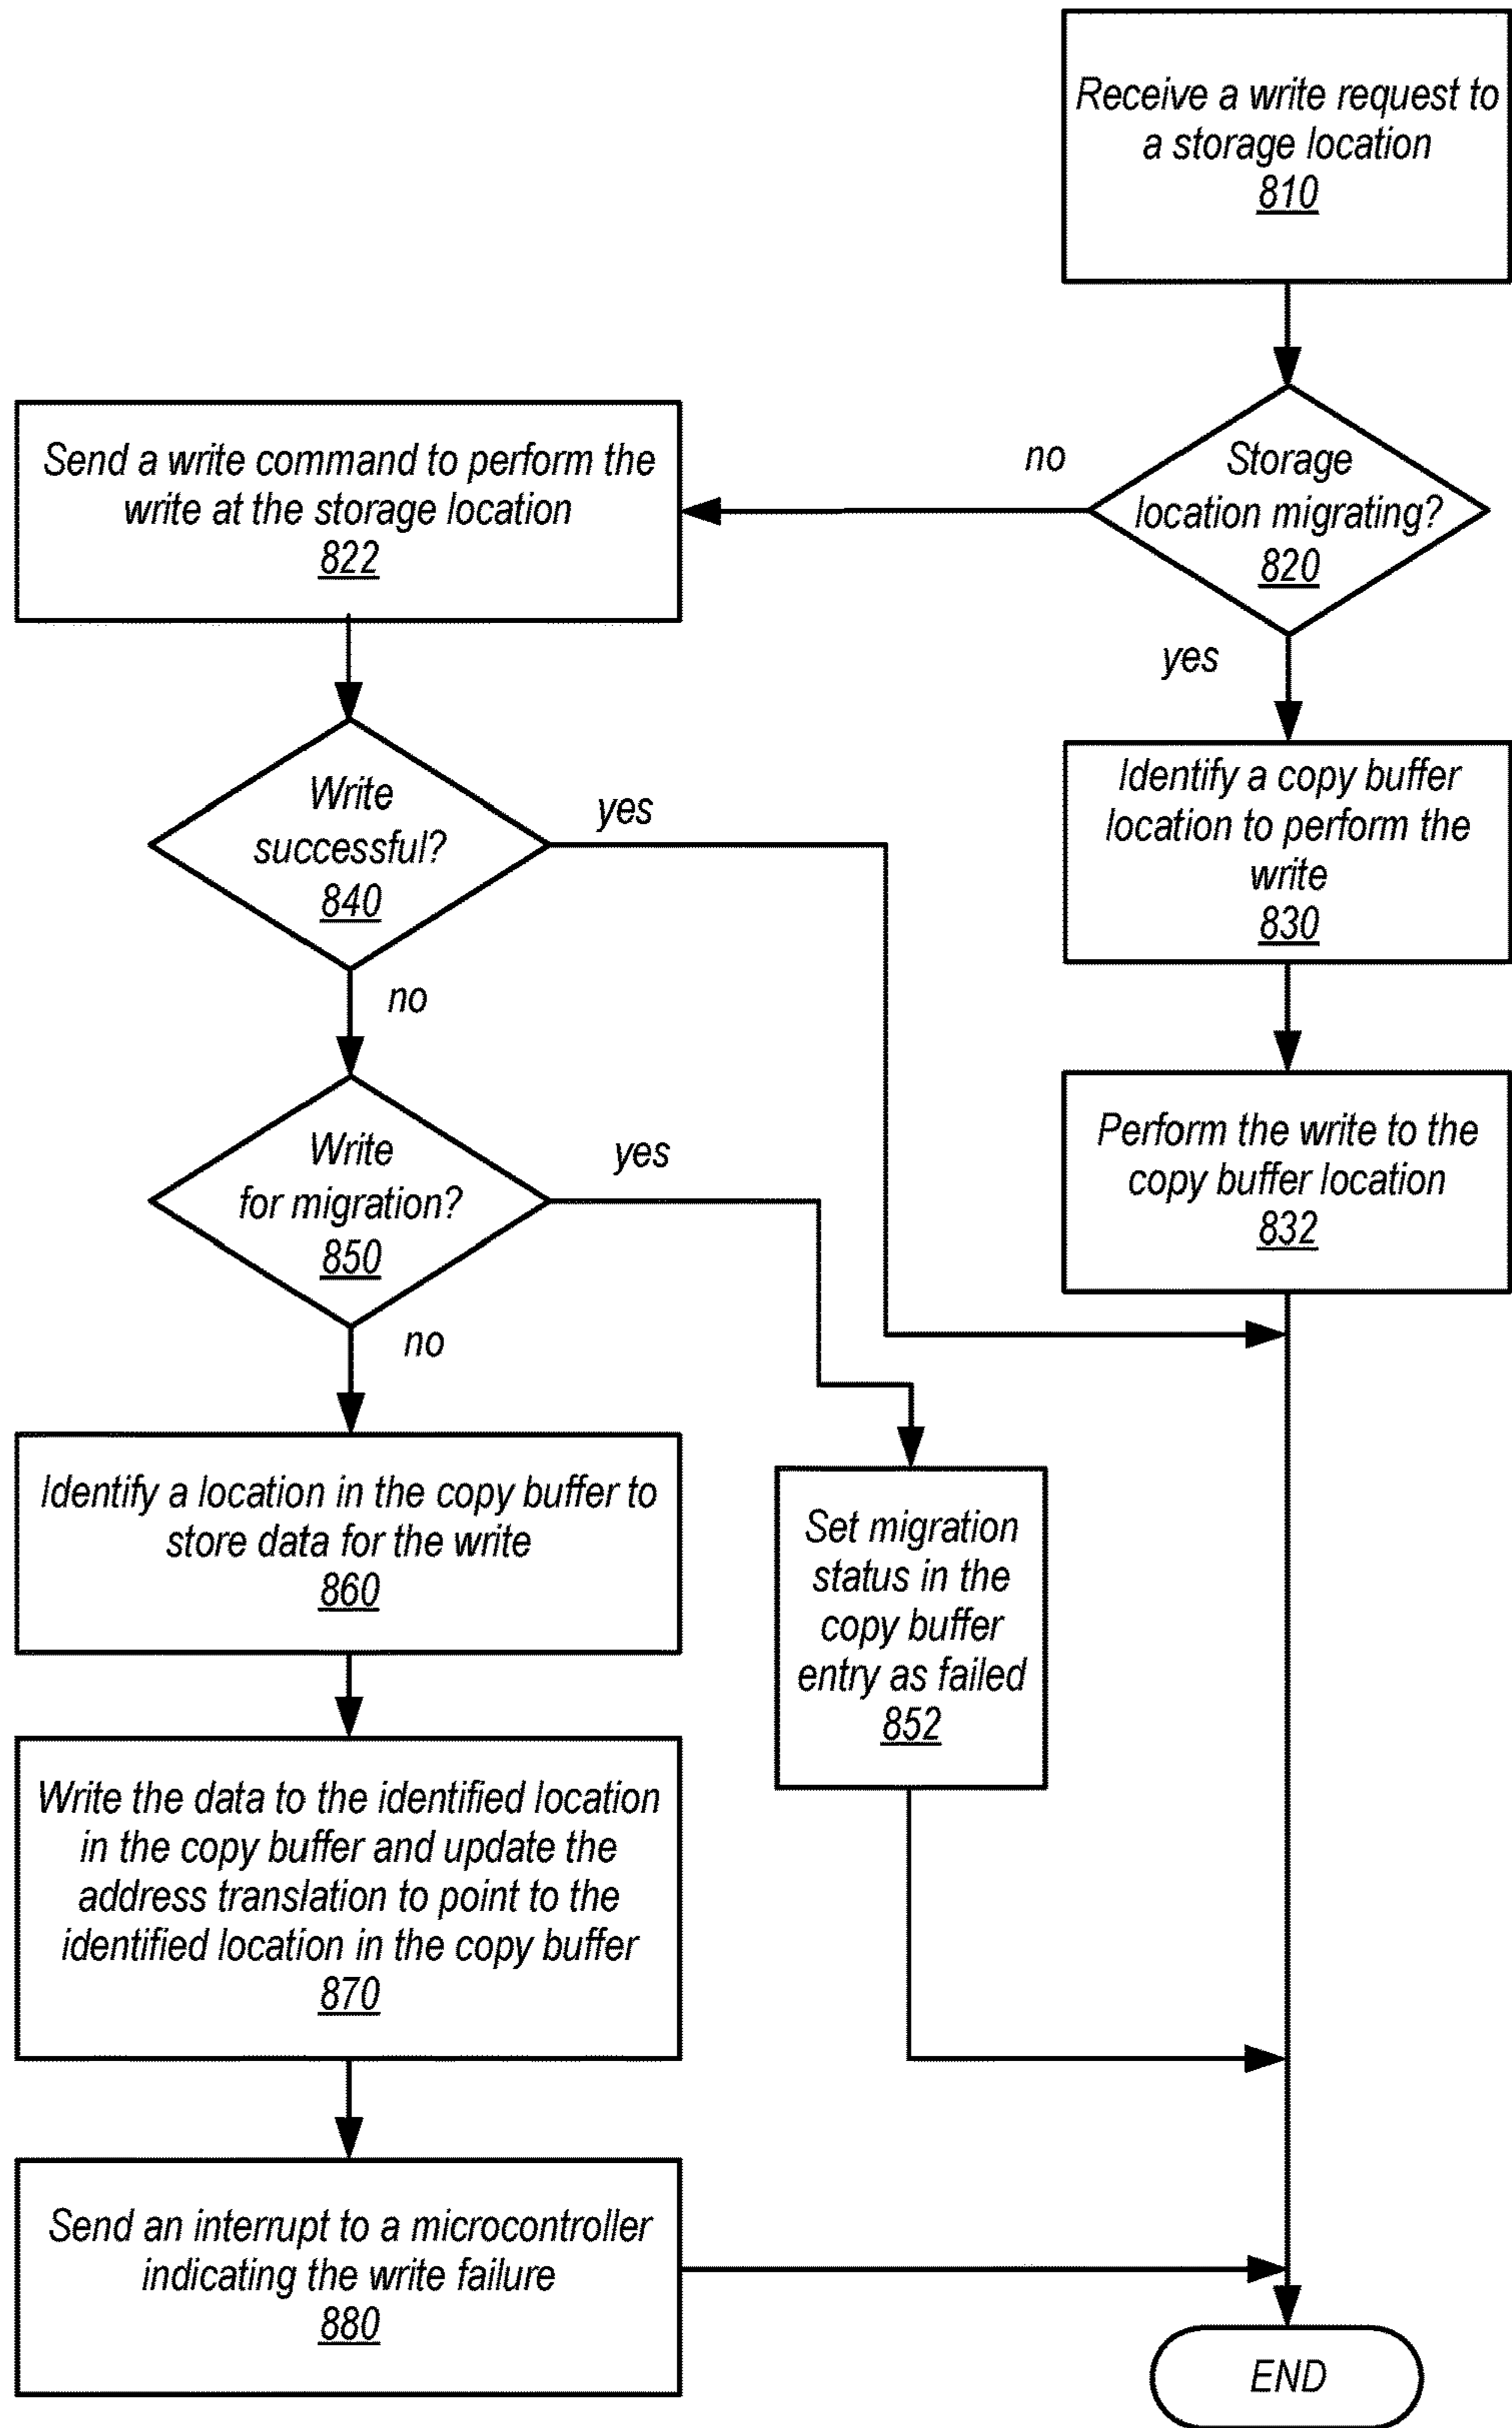 Receive a write request to
a storage location
810
Storage
location migrating?
820
no
yes
Send a write command to perform the
write at the storage location
822
Write
successful?
840
yes
no
Identify a copy buffer
location to perform the
write
830
Perform the write to the
copy buffer location
832
Write
for migration?
850
yes
no
Identify a location in the copy buffer to
store data for the write
860
Set migration
status in the
copy buffer
entry as failed
852
Write the data to the identified location
in the copy buffer and update the
address translation to point to the
identified location in the copy buffer
870
Send an interrupt to a microcontroller
indicating the write failure
880
END